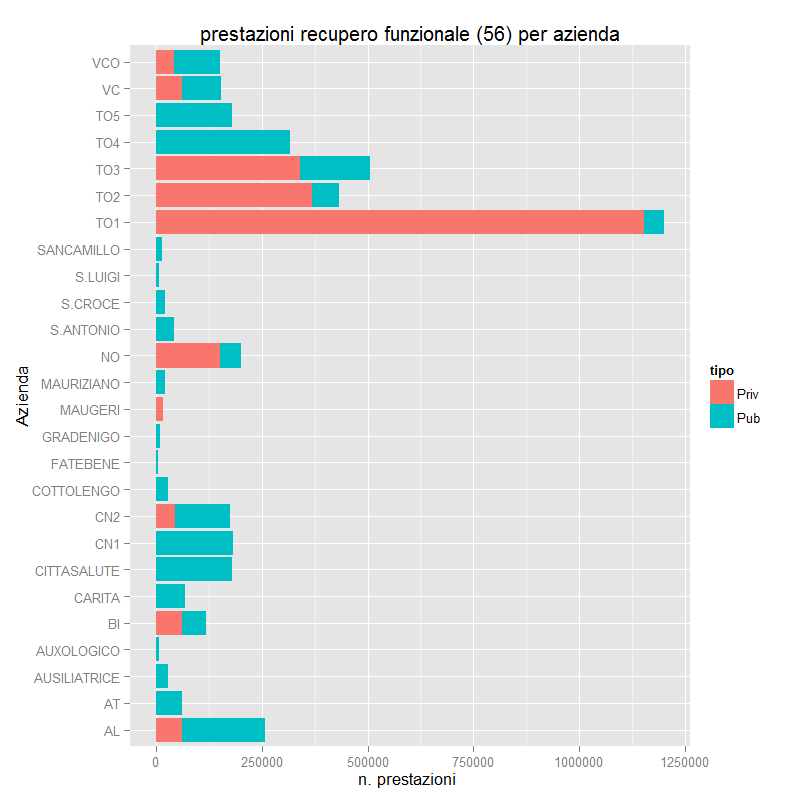 prestazioni recupero funzionale (56) per azienda
Azienda
VCO
VC
TO5
TO4
TO3
TO2
TO1
SANCAMILLO
S.LUIGI
S.CROCE
S.ANTONIO
NO
MAURIZIANO
MAUGERI
GRADENIGO
FATEBENE
COTTOLENGO
CN2
CN1
CITTASALUTE
CARITA
BI
AUXOLOGICO
AUSILIATRICE
AT
AL
0 250000 500000 750000 1000000 1250000
n. prestazioni
tipo
Priv
Pub